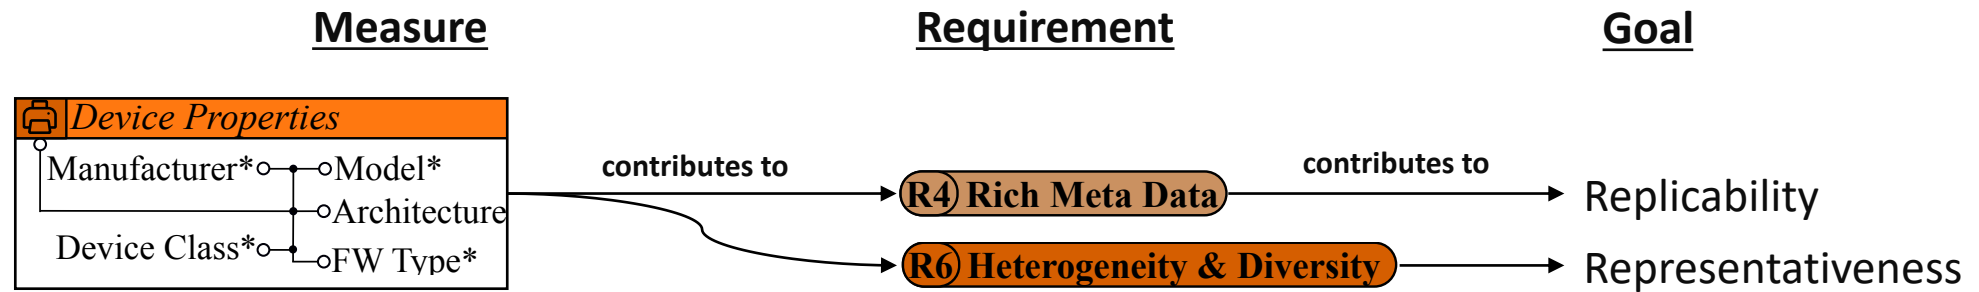 Measure Requirement Goal
Device Properties
Manufacturer* Model*
Architecture
Device Class*
FW Type*
contributes to
contributes to
R4 Rich Meta Data
Replicability
R6 Heterogeneity & Diversity
Representativeness